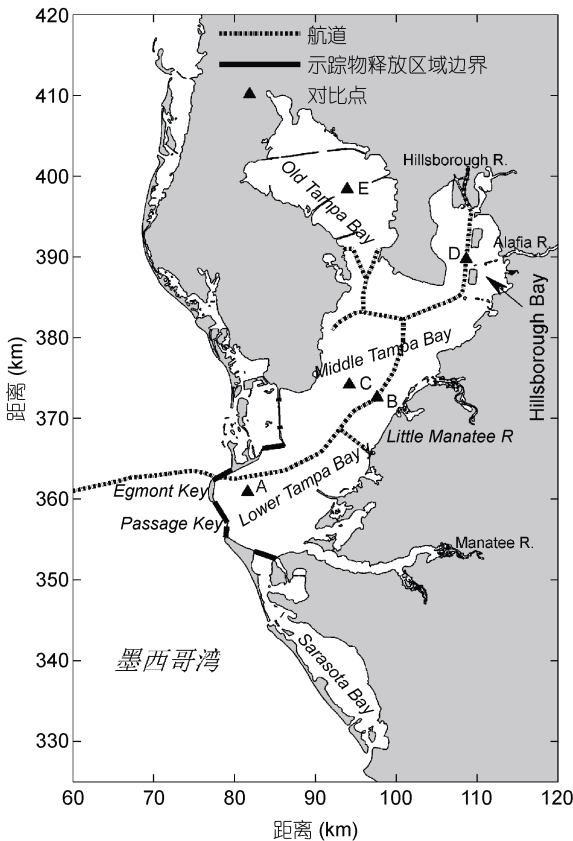 420
410
400
390
380
370
360
350
340
330
60
70
80
90
100
110
120
距离 (km)
距离 (km)
航道
示踪物释放区域边界
对比点
Hillsborough R.
E
Old Tampa Bay
D
Alafia R.
Hillsborough Bay
Middle Tampa Bay
C
B
Little Manatee R
Egmont Key
A
Lower Tampa Bay
Passage Key
Manatee R.
墨西哥湾
Sarasota Bay